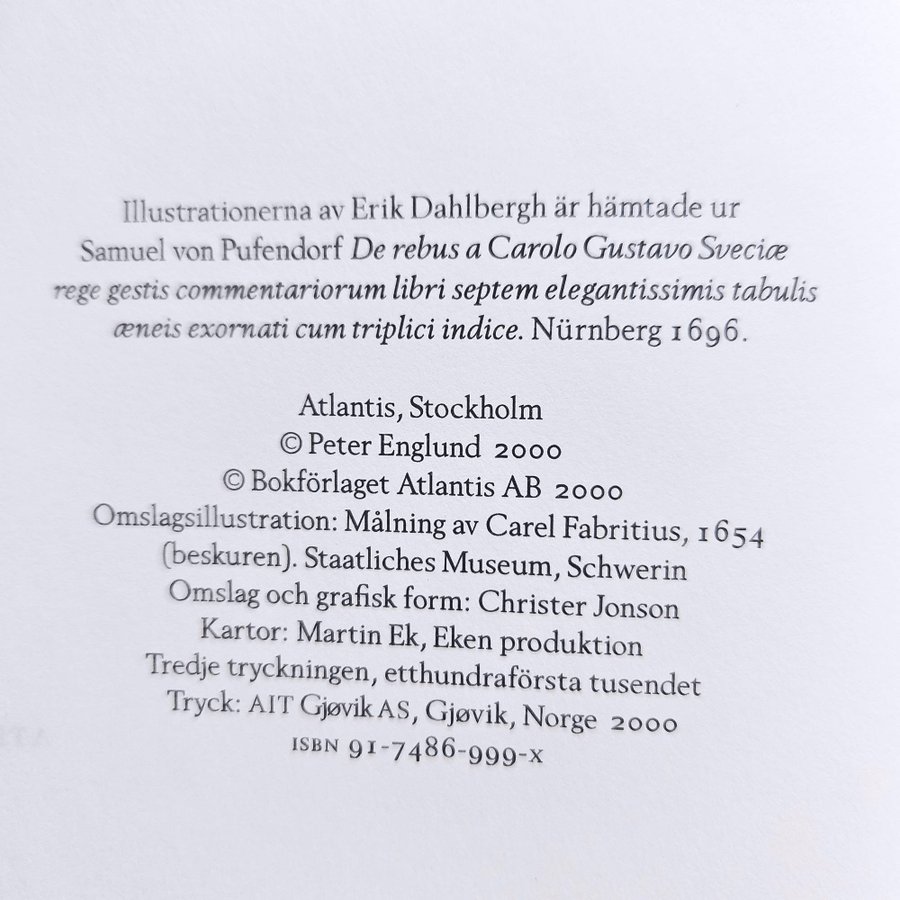 Illustrationerna av Erik Dahlbergh är hämtade ur
Samuel von Pufendorf De rebus a Carolo Gustavo Sveciæ
rege gestis commentariorum libri septem elegantissimis tabulis
æneis exornati cum triplici indice. Nürnberg 1696.
Atlantis, Stockholm
© Peter Englund 2000
© Bokförlaget Atlantis AB 2000
Omslagsillustration: Målning av Carel Fabritius, 1654
(beskuren). Staatliches Museum, Schwerin
Omslag och grafisk form: Christer Jonson
Kartor: Martin Ek, Eken produktion
Tredje tryckningen, etthundraförsta tusendet
Tryck: AIT Gjøvik AS, Gjøvik, Norge 2000
ISBN 91-7486-999-X